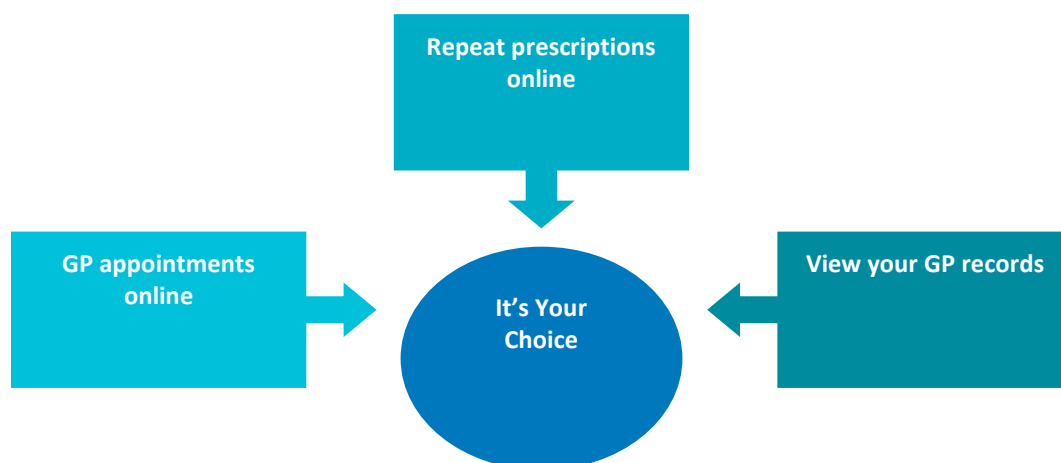 Repeat prescriptions
online
GP appointments
online
View your GP records
It’s Your
Choice